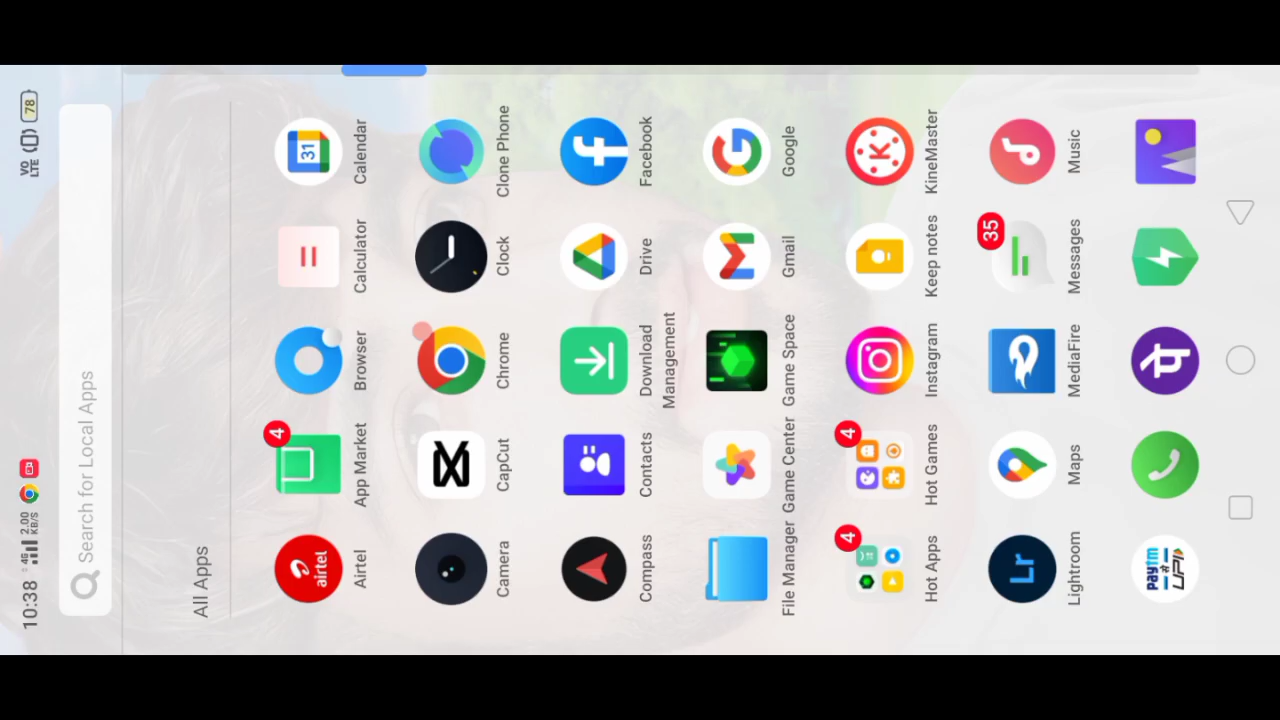 10:38 4G 2.00 KB/S VO LTE 78
Search for Local Apps
All Apps
airtel 4 31
Airtel App Market Browser Calculator Calendar
Camera CapCut Chrome Clock Clone Phone
Compass Contacts Download Management Drive Facebook
File Manager Game Center Game Space Gmail Google
4 4 K
Hot Apps Hot Games Instagram Keep notes KineMaster
Lr 35
Lightroom Maps MediaFire Messages Music
paytm UPI